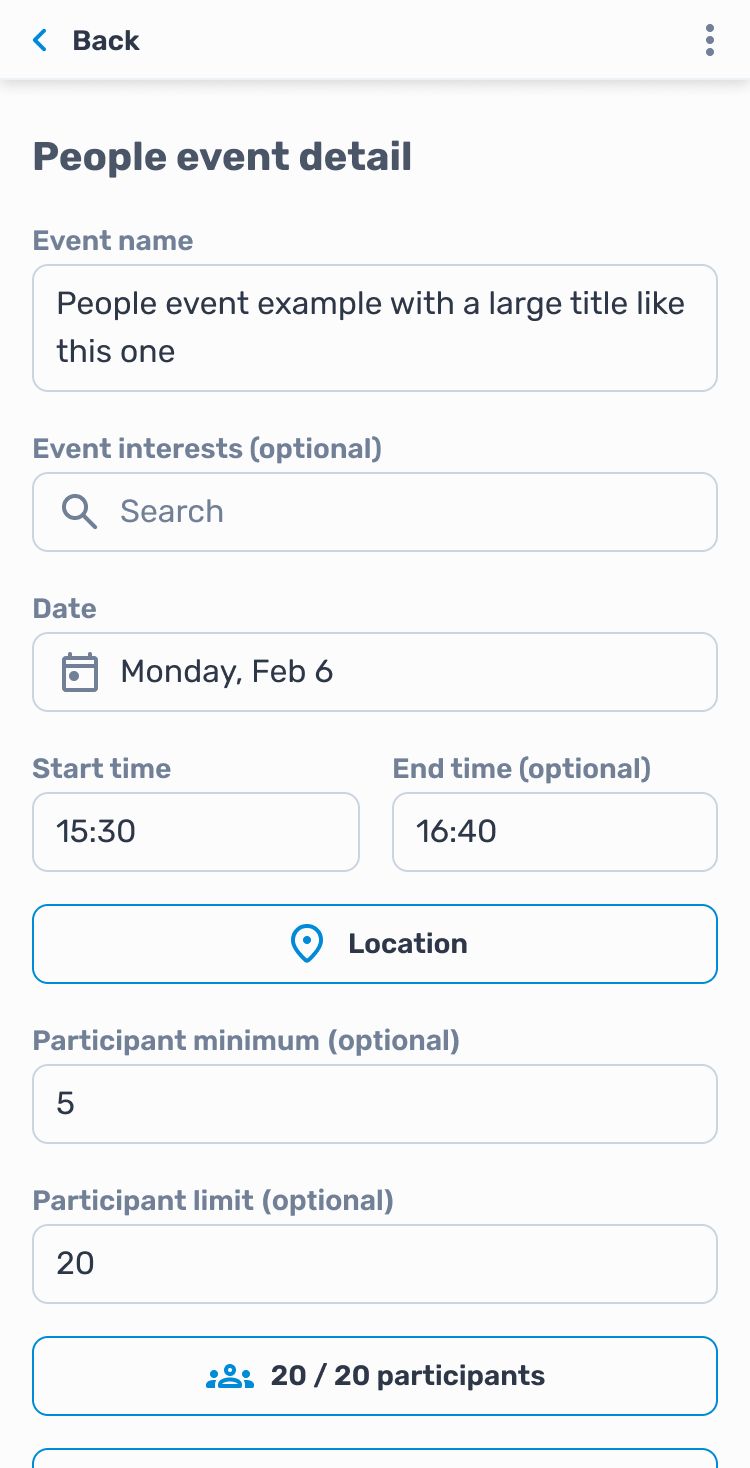 Back
People event detail
Event name
People event example with a large title like
this one
Event interests (optional)
Search
Date
Monday, Feb 6
Start time
End time (optional)
15:30
16:40
Location
Participant minimum (optional)
5
Participant limit (optional)
20
20 / 20 participants